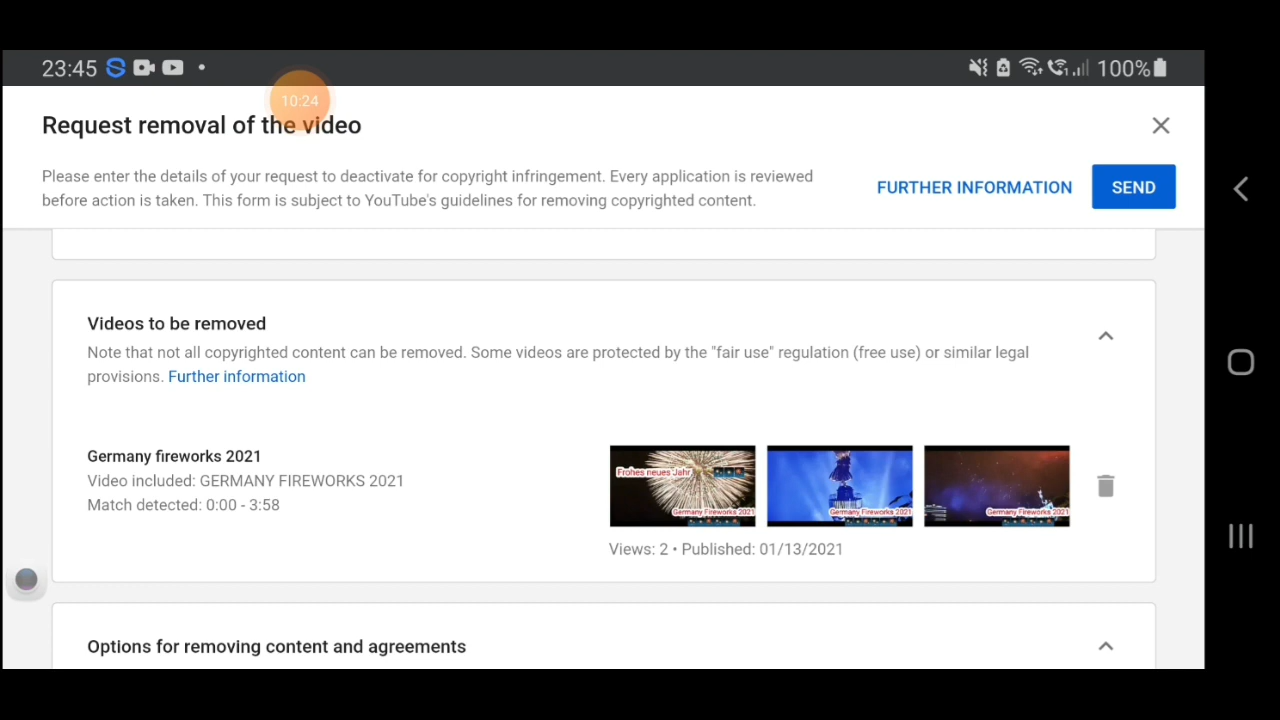 23:45
100%
10:24
Request removal of the video
Please enter the details of your request to deactivate for copyright infringement. Every application is reviewed
before action is taken. This form is subject to YouTube's guidelines for removing copyrighted content.
FURTHER INFORMATION
SEND
Videos to be removed
Note that not all copyrighted content can be removed. Some videos are protected by the "fair use" regulation (free use) or similar legal
provisions. Further information
Germany fireworks 2021
Video included: GERMANY FIREWORKS 2021
Match detected: 0:00 - 3:58
Frohes neues Jahr
Germany Fireworks 2021
Germany Fireworks 2021
Germany Fireworks 2021
Views: 2 • Published: 01/13/2021
Options for removing content and agreements